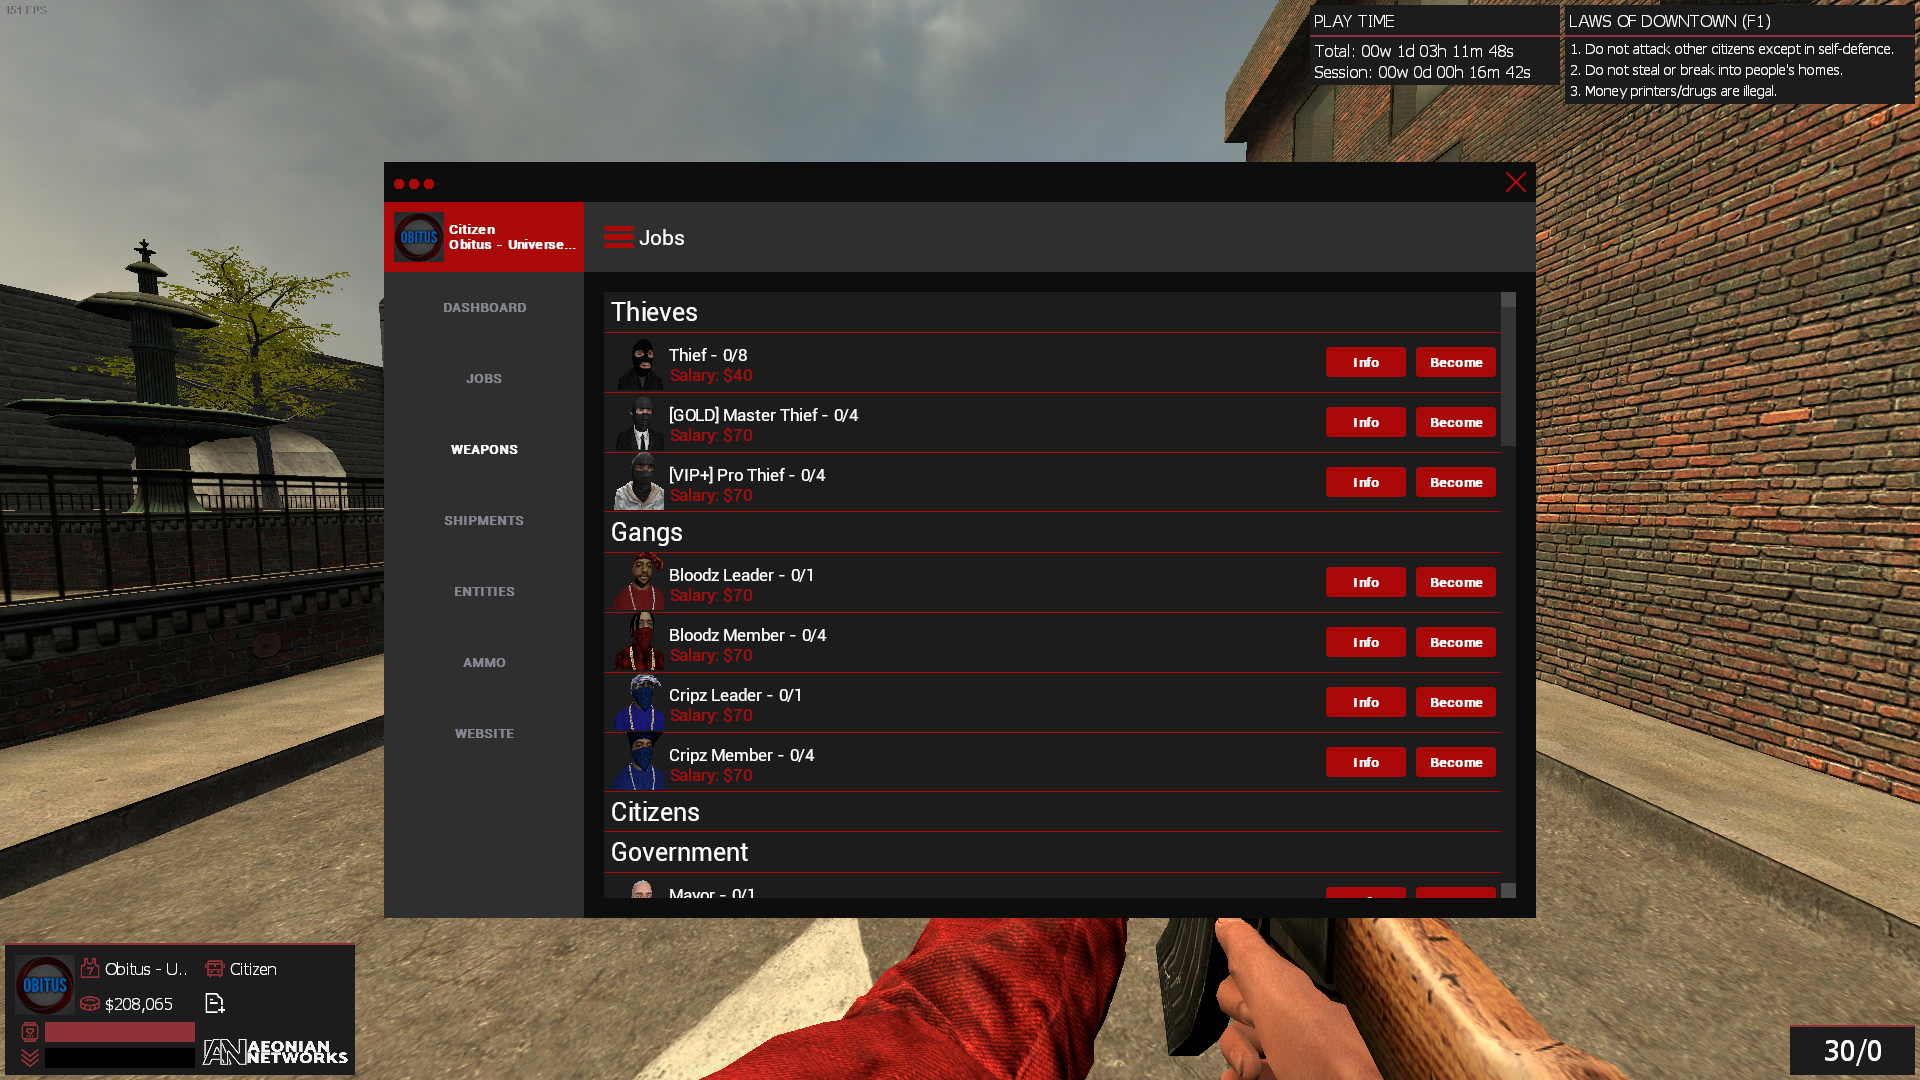 151 FPS
PLAY TIME
Total: 00w 1d 03h 11m 48s
Session: 00w 0d 00h 16m 42s
LAWS OF DOWNTOWN (F1)
1. Do not attack other citizens except in self-defence.
2. Do not steal or break into people's homes.
3. Money printers/drugs are illegal.
OBITUS
Citizen
Obitus - Universe...
Jobs
DASHBOARD
JOBS
WEAPONS
SHIPMENTS
ENTITIES
AMMO
WEBSITE
Thieves
Thief - 0/8
Salary: $40
Info Become
[GOLD] Master Thief - 0/4
Salary: $70
Info Become
[VIP+] Pro Thief - 0/4
Salary: $70
Info Become
Gangs
Bloodz Leader - 0/1
Salary: $70
Info Become
Bloodz Member - 0/4
Salary: $70
Info Become
Cripz Leader - 0/1
Salary: $70
Info Become
Cripz Member - 0/4
Salary: $70
Info Become
Citizens
Government
Mayor - 0/1
OBITUS
Obitus - U..
Citizen
$208,065
AN AEONIAN
NETWORKS
30/0